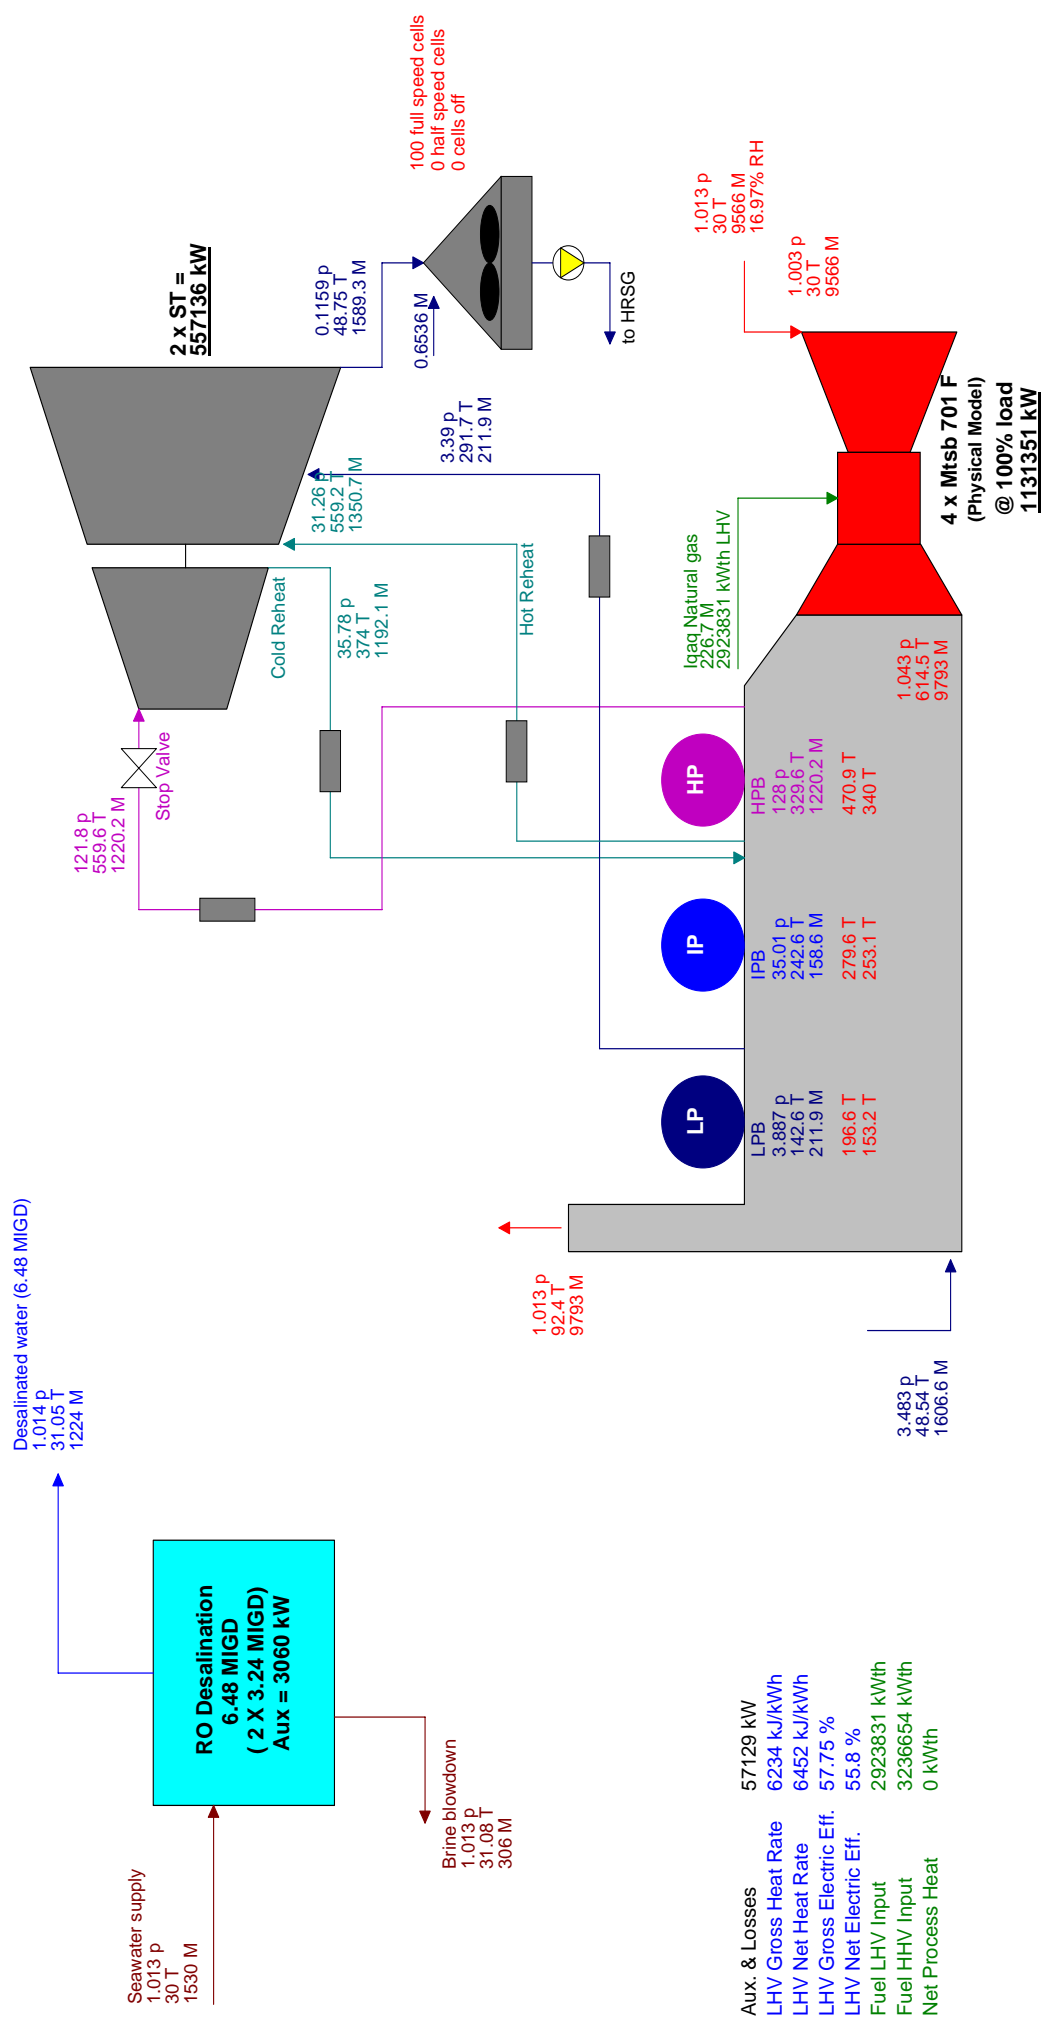 Desalinated water (6.48 MIGD)
1.014 p
31.05 T
1224 M
RO Desalination
6.48 MIGD
( 2 X 3.24 MIGD)
Aux = 3060 kW
Seawater supply
1.013 p
30 T
1530 M
Brine blowdown
1.013 p
31.08 T
306 M
121.8 p
559.6 T
1220.2 M
Stop Valve
Cold Reheat
35.78 p
374 T
1192.1 M
31.26 p
559.2 T
1350.7 M
Hot Reheat
2 x ST =
557136 kW
0.1159 p
48.75 T
1589.3 M
0.6536 M
100 full speed cells
0 half speed cells
0 cells off
to HRSG
3.39 p
291.7 T
211.9 M
1.013 p
92.4 T
9793 M
3.483 p
48.54 T
1606.6 M
LP
LPB
3.887 p
142.6 T
211.9 M
196.6 T
153.2 T
IP
IPB
35.01 p
242.6 T
158.6 M
279.6 T
253.1 T
HP
HPB
128 p
329.6 T
1220.2 M
470.9 T
340 T
Iqaq Natural gas
226.7 M
2923831 kWth LHV
1.043 p
614.5 T
9793 M
1.013 p
30 T
9566 M
16.97% RH
1.003 p
30 T
9566 M
4 x Mtsb 701 F
(Physical Model)
@ 100% load
1131351 kW
Aux. & Losses 57129 kW
LHV Gross Heat Rate 6234 kJ/kWh
LHV Net Heat Rate 6452 kJ/kWh
LHV Gross Electric Eff. 57.75 %
LHV Net Electric Eff. 55.8 %
Fuel LHV Input 2923831 kWth
Fuel HHV Input 3236654 kWth
Net Process Heat 0 kWth